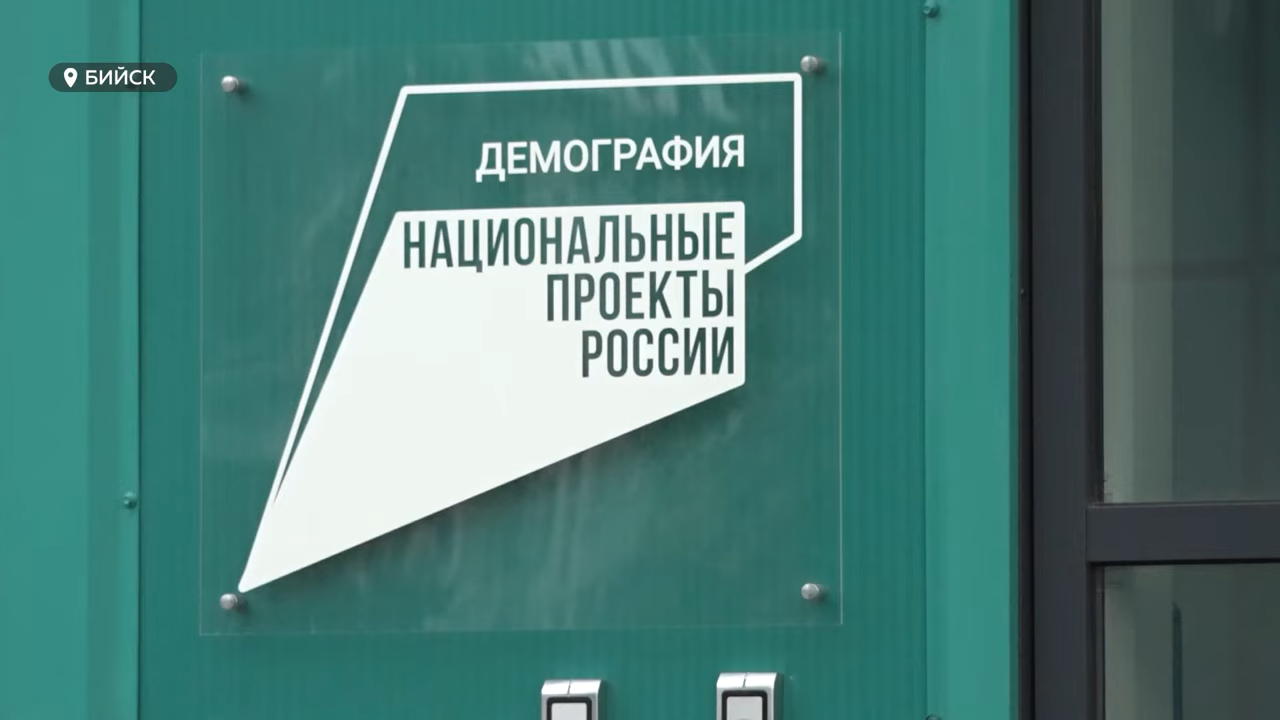 БИЙСК
ДЕМОГРАФИЯ
НАЦИОНАЛЬНЫЕ
ПРОЕКТЫ
РОССИИ